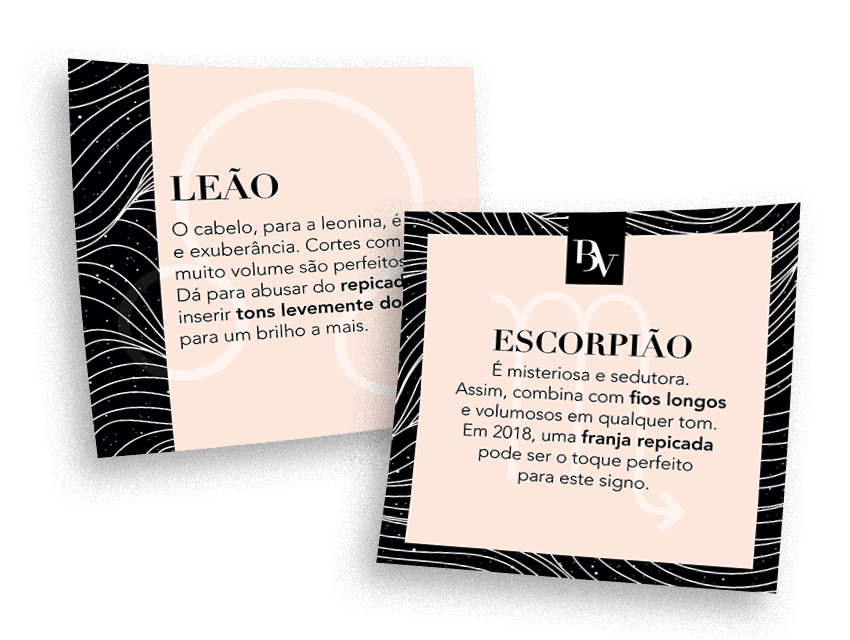 LEÃO
O cabelo, para a leonina, é
e exuberância. Cortes com
muito volume são perfeitos
Dá para abusar do
inserir tons levemente
para um brilho a mais.
BV
ESCORPIÃO
É misteriosa e sedutora.
Assim, combina com fios longos
e volumosos em qualquer tom.
Em 2018, uma franja repicada
pode ser o toque perfeito
para este signo.